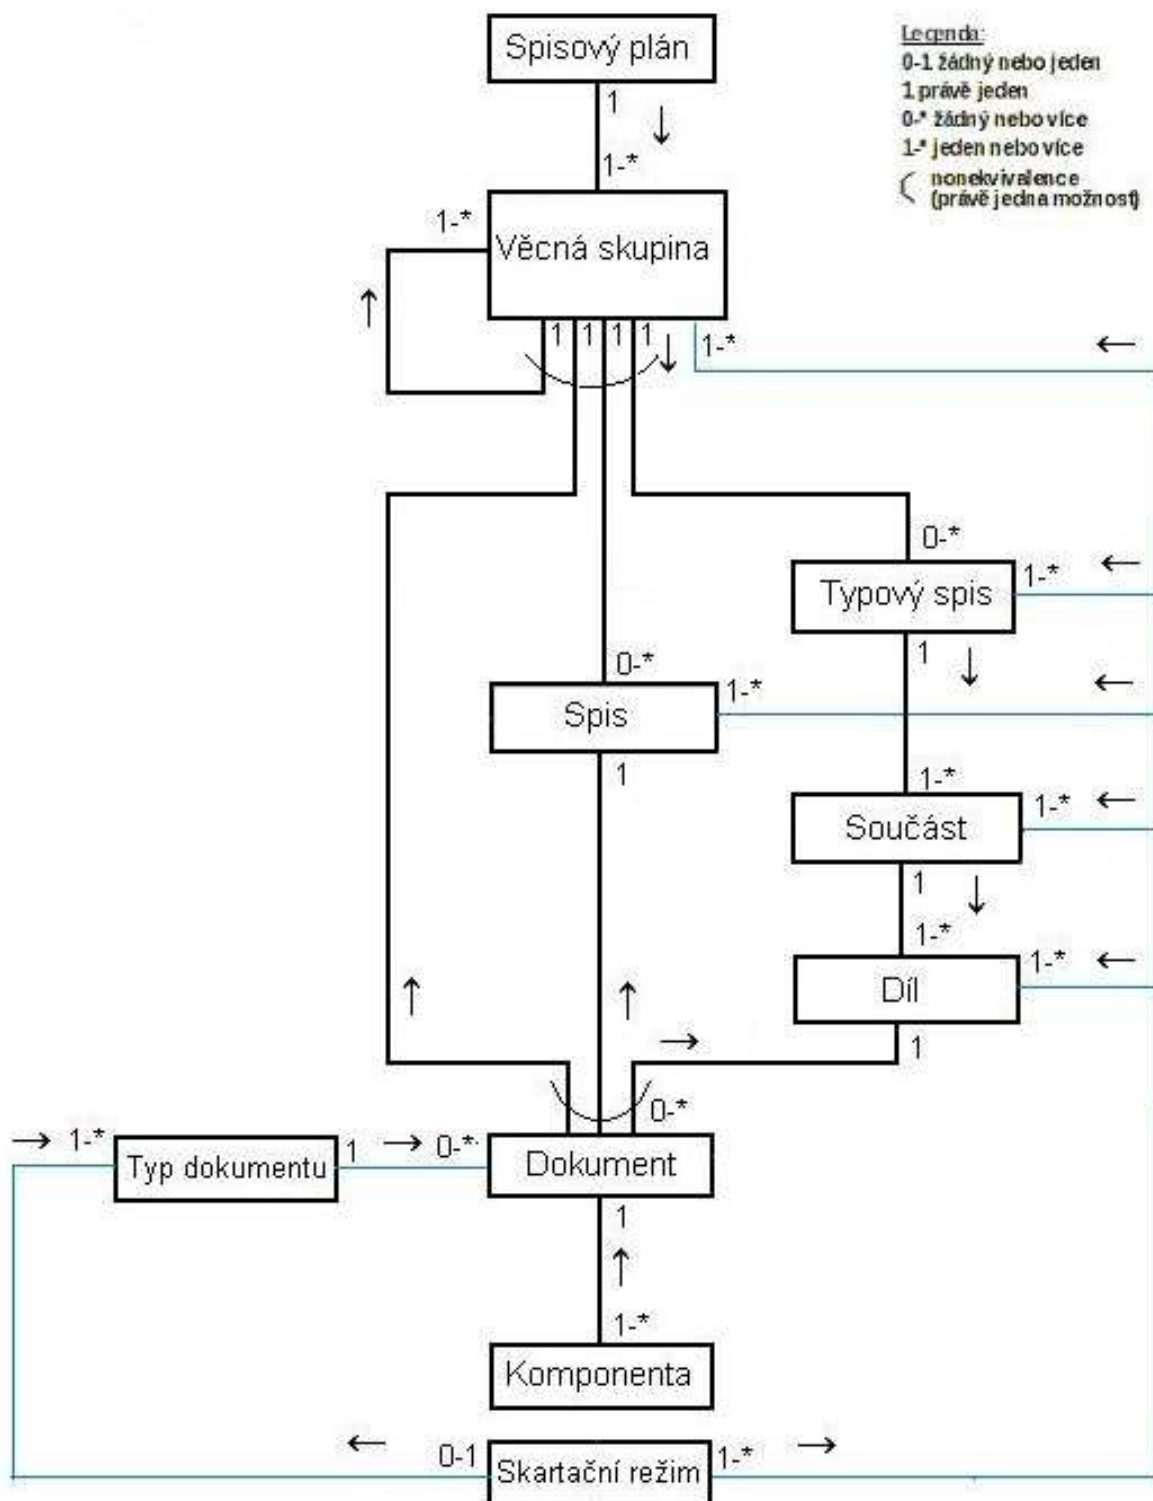 Spisový plán
Legenda:
0-1 žádný nebo jeden
1 právě jeden
0-* žádný nebo více
1-* jeden nebo více
nonekvivalence
(právě jedna možnost)
1
1-*
1-*
Věcná skupina
1 1 1 1
1-*
0-*
Typový spis
1-*
1
0-*
Spis
1-*
1
1-*
Součást
1-*
1
1-*
Díl
1-*
1
0-*
1-*
Typ dokumentu
1
0-*
Dokument
1
1-*
Komponenta
0-1
Skartační režim
1-*